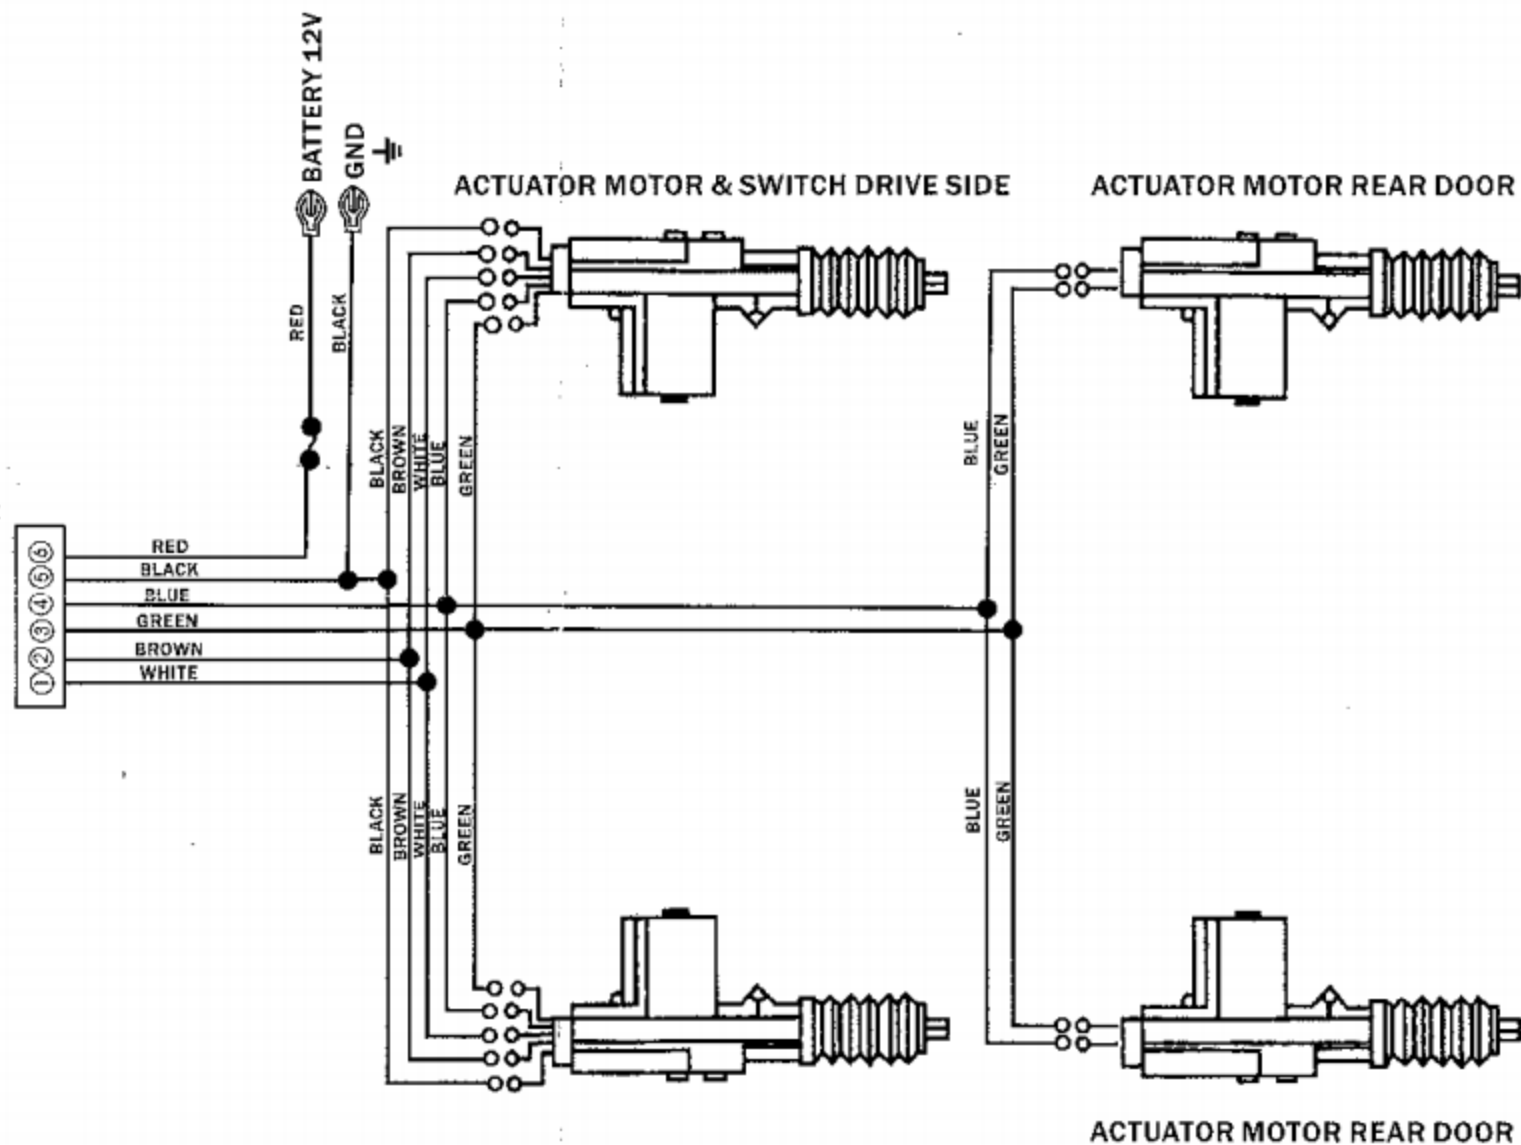 BATTERY 12V
GND
ACTUATOR MOTOR & SWITCH DRIVE SIDE
ACTUATOR MOTOR REAR DOOR
RED
BLACK
BLACK
BROWN
WHITE
BLUE
GREEN
BLUE
GREEN
6 RED
5 BLACK
4 BLUE
3 GREEN
2 BROWN
1 WHITE
BLACK
BROWN
WHITE
BLUE
GREEN
BLUE
GREEN
ACTUATOR MOTOR REAR DOOR